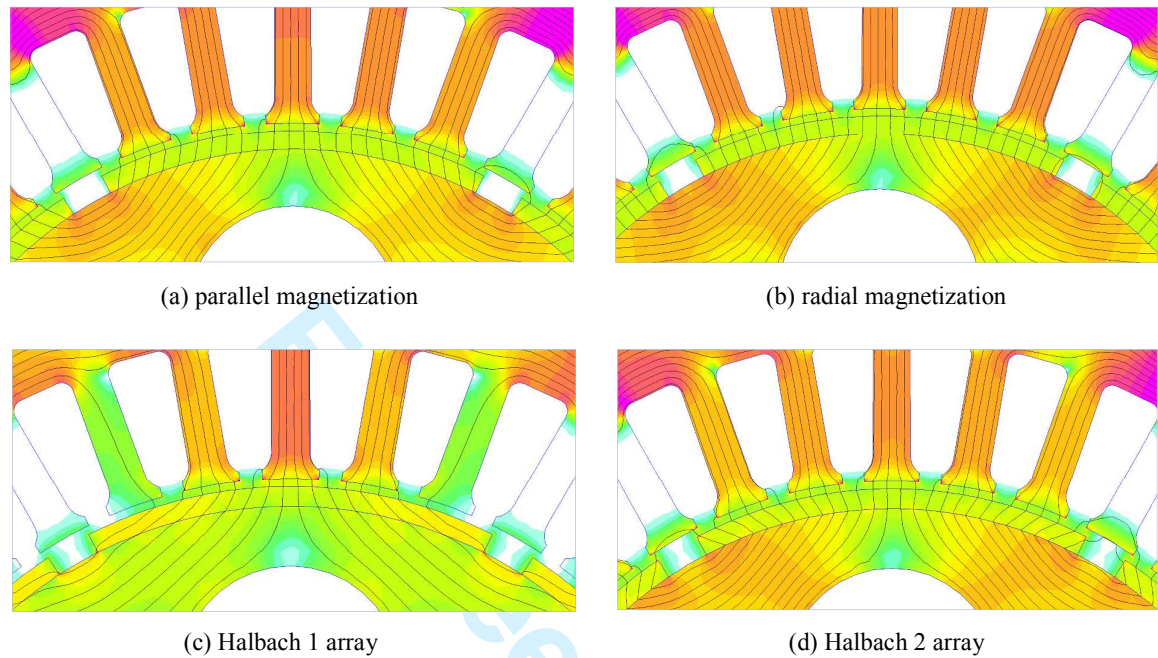 (a) parallel magnetization
(b) radial magnetization
(c) Halbach 1 array
(d) Halbach 2 array